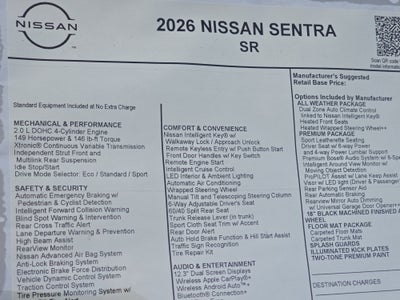 NISSAN
2026 NISSAN SENTRA
SR
Scan QR code
Manufacturer's Suggested
Retail Base Price:
Standard Equipment Included at No Extra Charge
MECHANICAL & PERFORMANCE
2.0 L DOHC 4-Cylinder Engine
149 Horsepower & 146 lb-ft Torque
Xtronic® Continuous Variable Transmission
Independent Strut Front and
Multilink Rear Suspension
Idle Stop/Start
Drive Mode Selector: Eco / Standard / Sport
SAFETY & SECURITY
Automatic Emergency Braking w/
Pedestrian & Cyclist Detection
Intelligent Forward Collision Warning
Blind Spot Warning & Intervention
Rear Cross Traffic Alert
Lane Departure Warning & Prevention
High Beam Assist
RearView Monitor
Nissan Advanced Air Bag System
Anti-Lock Braking System
Electronic Brake Force Distribution
Vehicle Dynamic Control System
Traction Control System
Tire Pressure Monitoring System w/
COMFORT & CONVENIENCE
Nissan Intelligent Key® w/
Walkaway Lock / Approach Unlock
Remote Keyless Entry w/ Push Button Start
Front Door Handles w/ Key Switch
Remote Engine Start
Intelligent Cruise Control
LED Interior & Ambient Lighting
Automatic Air Conditioning
Wrapped Steering Wheel
Manual Tilt and Telescoping Steering Column
6-Way Adjustable Driver's Seat
60/40 Split Rear Seat
Trunk Release Lever (in trunk)
Sport Cloth Seat Trim w/ Accent
Rear Door Alert
Auto Hold Brake Function & Hill Start Assist
Traffic Sign Recognition
Tire Repair Kit
AUDIO & ENTERTAINMENT
12.3" Dual Screen Displays
Wireless Apple CarPlay®
Wireless Android Auto™
Bluetooth® Connection
Options Included by Manufacturer
ALL WEATHER PACKAGE
Dual Zone Auto Climate Control
linked to Nissan Intelligent Key®
Heated Front Seats
Heated Wrapped Steering Wheel
PREMIUM PACKAGE
Sport Leatherette Seating
Driver Seat w/ 6-way Power
and 4-way Power Lumbar Support
Premium Bose® Audio System w/ 8-Spe
Intelligent Around View Monitor w/
Moving Object Detection
ProPILOT Assist w/ Lane Keep Assist
Visor w/ LED light (Driver & Passenger)
Rear Parking Sensor Aid
Rear Automatic Braking
Rearview Mirror Auto Dimming
w/ Universal Garage Door Opener
18" BLACK MACHINED FINISHED A
WHEEL
FLOOR MAT PACKAGE
Carpeted Floor Mats
Carpeted Trunk Mat
SPLASH GUARDS
ILLUMINATED KICK PLATES
TWO-TONE PREMIUM PAINT
DESTINATION CHARGES